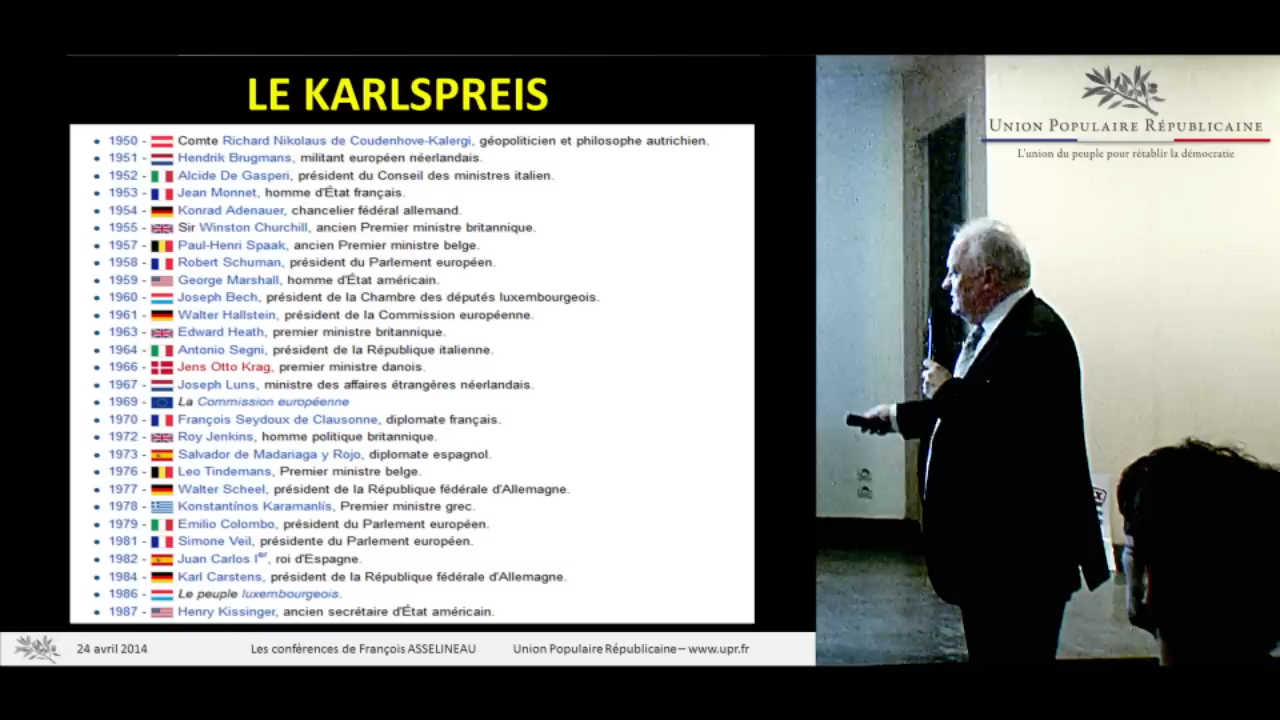 LE KARLSPREIS
1950 - Comte Richard Nikolaus de Coudenhove-Kalergi, géopoliticien et philosophe autrichien.
1951 - Hendrik Brugmans, militant européen néerlandais.
1952 - Alcide De Gasperi, président du Conseil des ministres italien.
1953 - Jean Monnet, homme d'État français.
1954 - Konrad Adenauer, chancelier fédéral allemand.
1955 - Sir Winston Churchill, ancien Premier ministre britannique.
1957 - Paul-Henri Spaak, ancien Premier ministre belge.
1958 - Robert Schuman, président du Parlement européen.
1959 - George Marshall, homme d'État américain.
1960 - Joseph Bech, président de la Chambre des députés luxembourgeois.
1961 - Walter Hallstein, président de la Commission européenne.
1963 - Edward Heath, premier ministre britannique.
1964 - Antonio Segni, président de la République italienne.
1966 - Jens Otto Krag, premier ministre danois.
1967 - Joseph Luns, ministre des affaires étrangères néerlandais.
1969 - La Commission européenne
1970 - François Seydoux de Clausonne, diplomate français.
1972 - Roy Jenkins, homme politique britannique.
1973 - Salvador de Madariaga y Rojo, diplomate espagnol.
1976 - Leo Tindemans, Premier ministre belge.
1977 - Walter Scheel, président de la République fédérale d'Allemagne.
1978 - Konstantínos Karamanlís, Premier ministre grec.
1979 - Emilio Colombo, président du Parlement européen.
1981 - Simone Veil, présidente du Parlement européen.
1982 - Juan Carlos Ier, roi d'Espagne.
1984 - Karl Carstens, président de la République fédérale d'Allemagne.
1986 - Le peuple luxembourgeois.
1987 - Henry Kissinger, ancien secrétaire d'État américain.
24 avril 2014 Les conférences de François ASSELINEAU Union Populaire Républicaine – www.upr.fr
UNION POPULAIRE RÉPUBLICAINE
L'union du peuple pour rétablir la démocratie